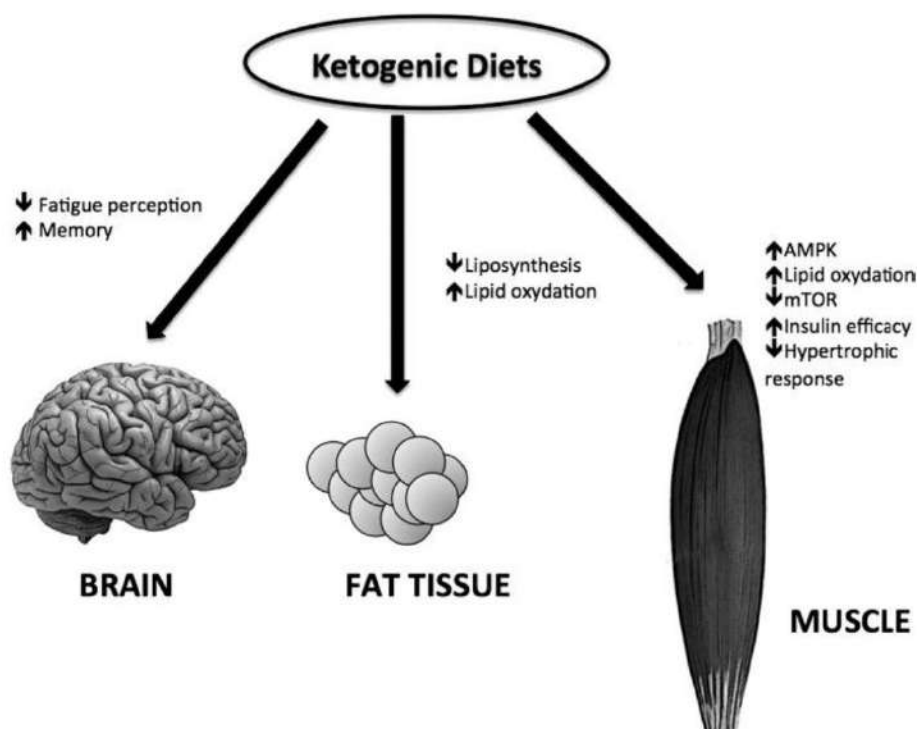 Ketogenic Diets
↓ Fatigue perception
↑ Memory
↓Liposynthesis
↑Lipid oxydation
↑AMPK
↑Lipid oxydation
↓mTOR
↑Insulin efficacy
↓Hypertrophic
response
BRAIN
FAT TISSUE
MUSCLE